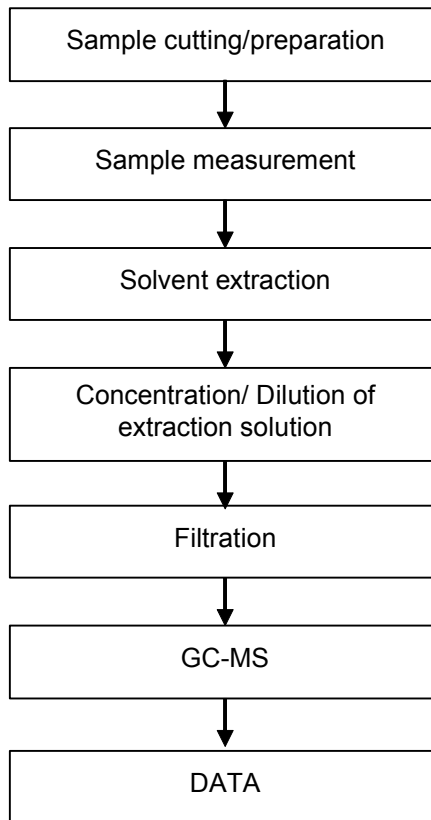 Sample cutting/preparation
Sample measurement
Solvent extraction
Concentration/ Dilution of
extraction solution
Filtration
GC-MS
DATA